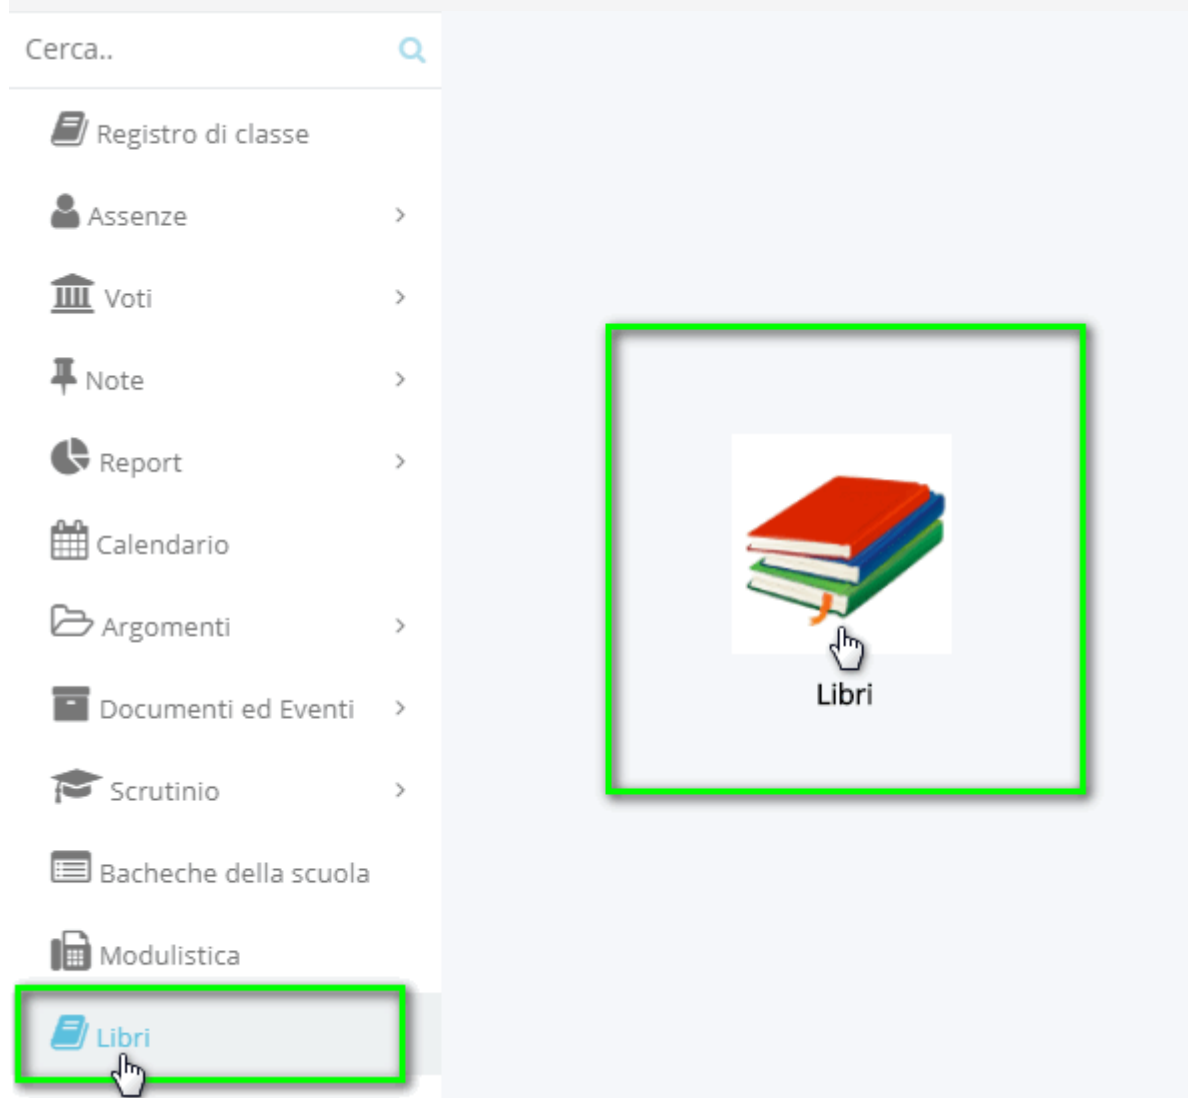 Cerca..
Registro di classe
Assenze
Voti
Note
Report
Calendario
Argomenti
Documenti ed Eventi
Scrutinio
Bacheche della scuola
Modulistica
Libri
Libri